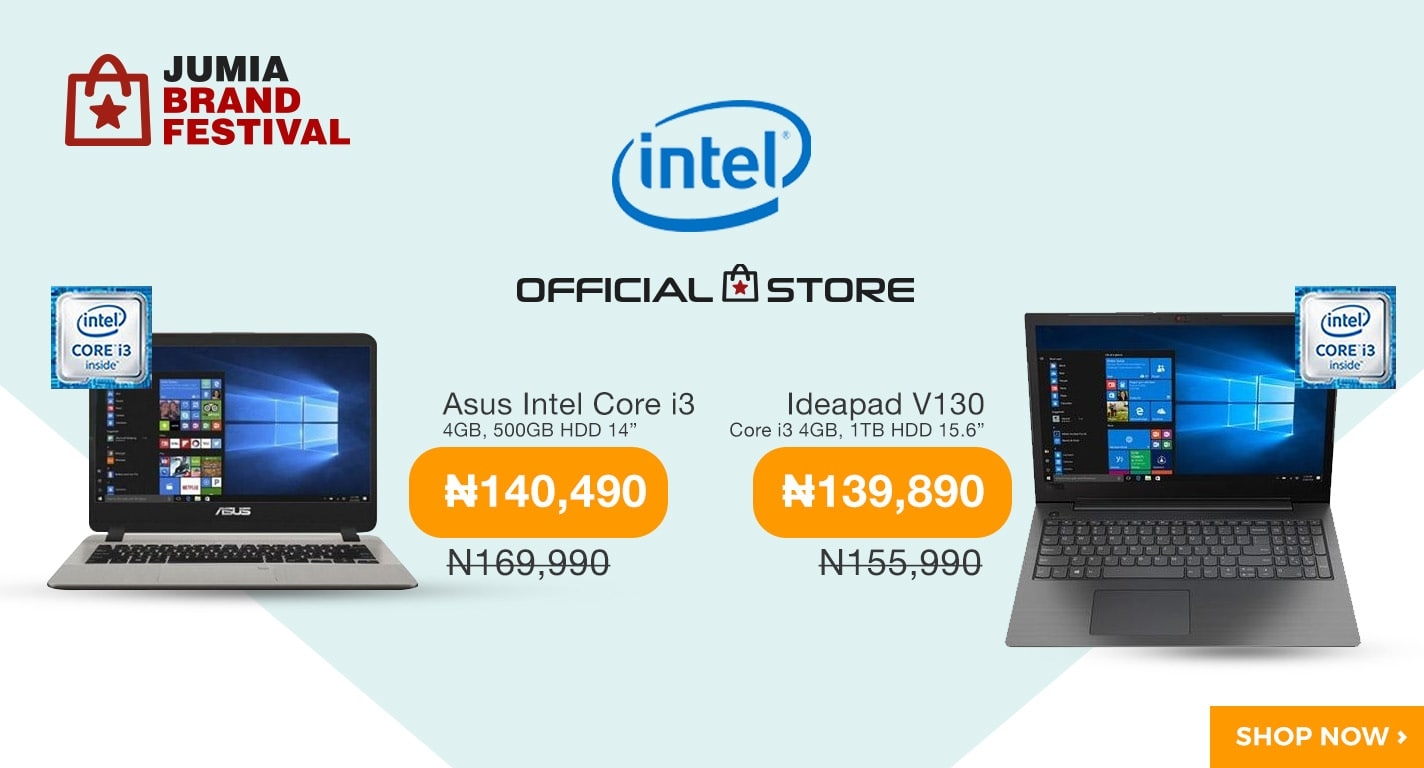 JUMIA
BRAND
FESTIVAL
intel®
OFFICIAL STORE
intel
CORE i3
inside™
ASUS
Asus Intel Core i3
4GB, 500GB HDD 14”
₦140,490
N169,990
Ideapad V130
Core i3 4GB, 1TB HDD 15.6”
₦139,890
N155,990
intel
CORE i3
inside™
SHOP NOW ›